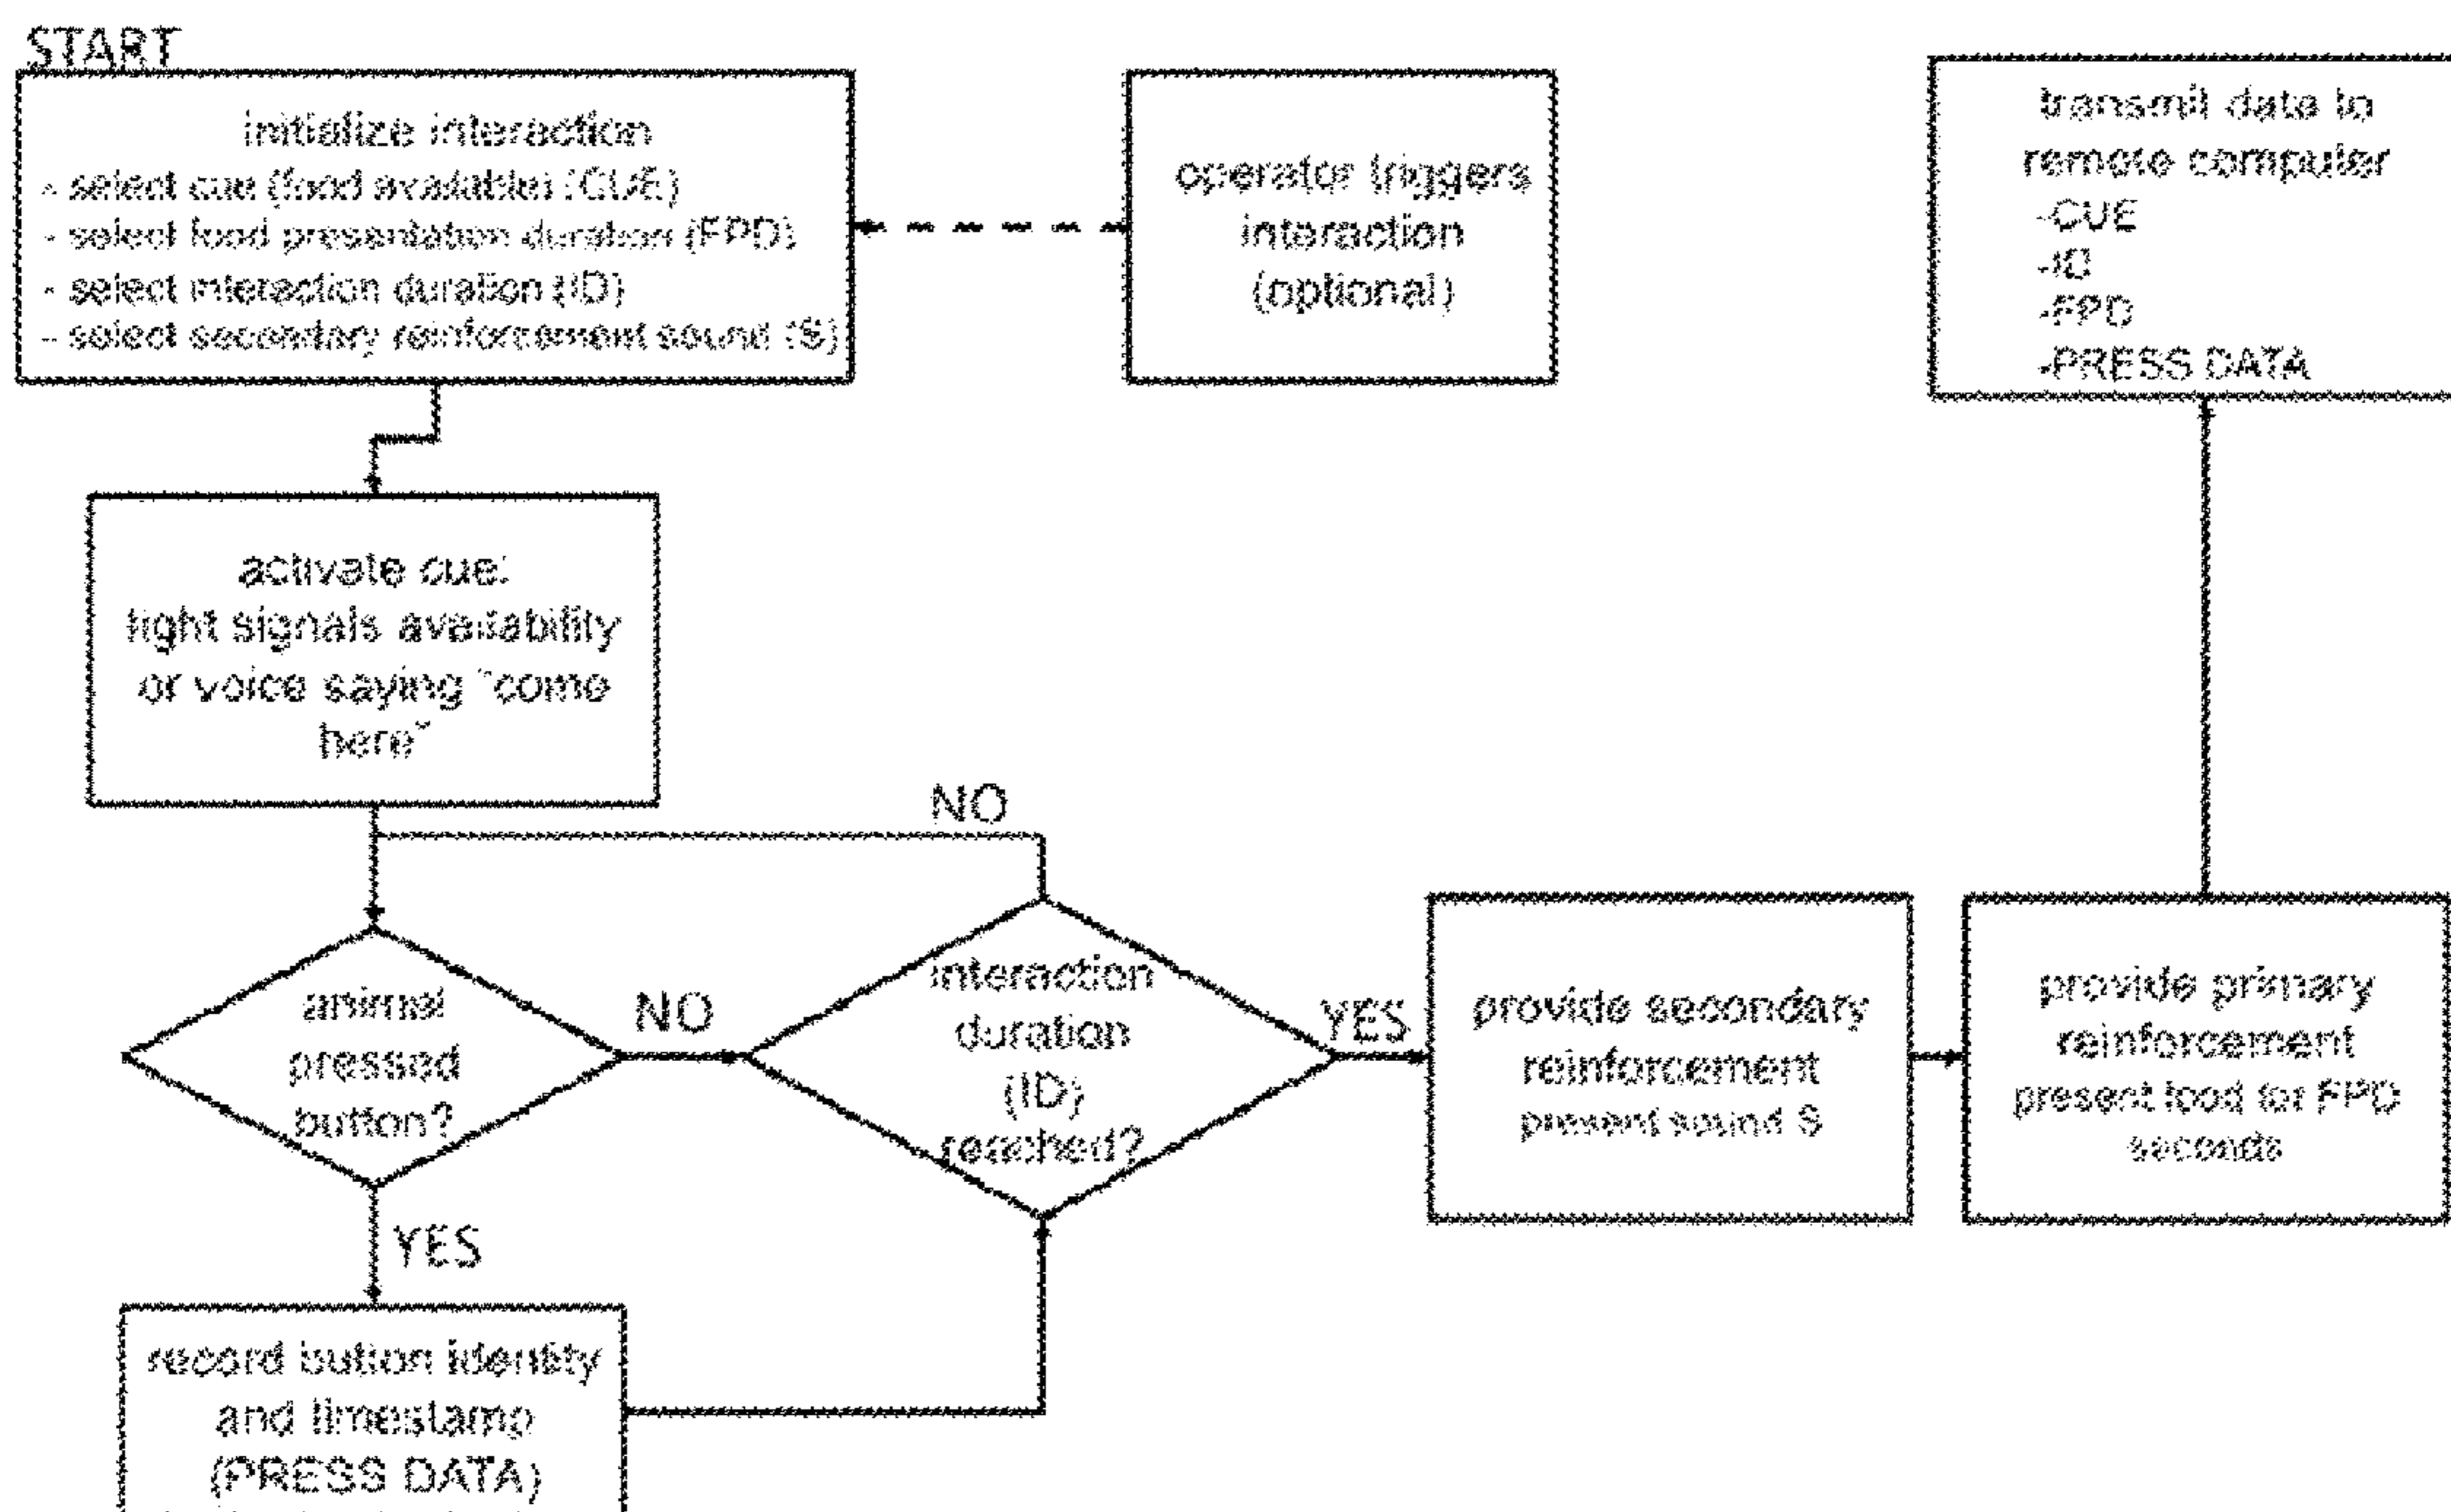 START
initialize interaction
- select cue (food available) (CUE)
- select food presentation duration (FPD)
- select interaction duration (ID)
- select secondary reinforcement sound (S)
operator triggers
interaction
(optional)
transmit data to
remote computer
-CUE
-ID
-FPD
-PRESS DATA
activate cue:
light signals availability
or voice saying "come
here"
NO
animal
pressed
button?
NO
interaction
duration
(ID)
reached?
YES
provide secondary
reinforcement
present sound S
provide primary
reinforcement
present food for FPD
seconds
YES
record button identity
and timestamp
(PRESS DATA)